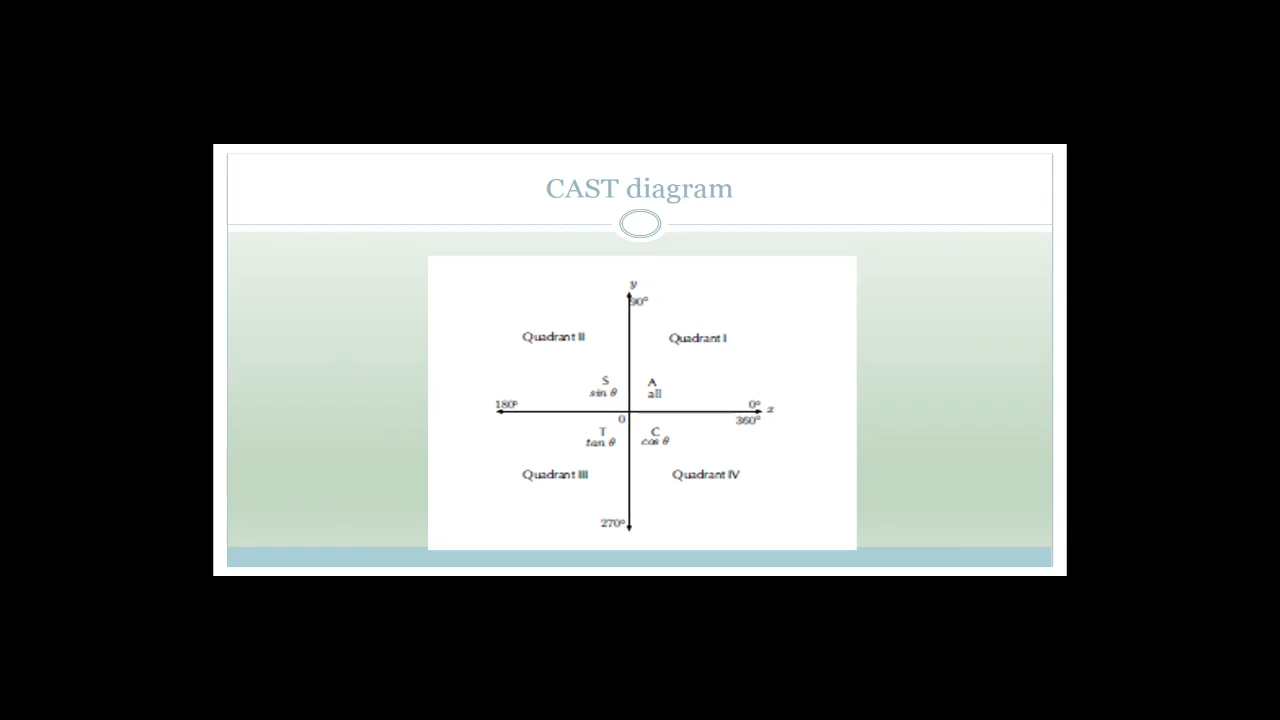 CAST diagram
y
90°
Quadrant II
Quadrant I
S
sin θ
A
all
180°
0°
x
0
360°
T
tan θ
C
cos θ
Quadrant III
Quadrant IV
270°